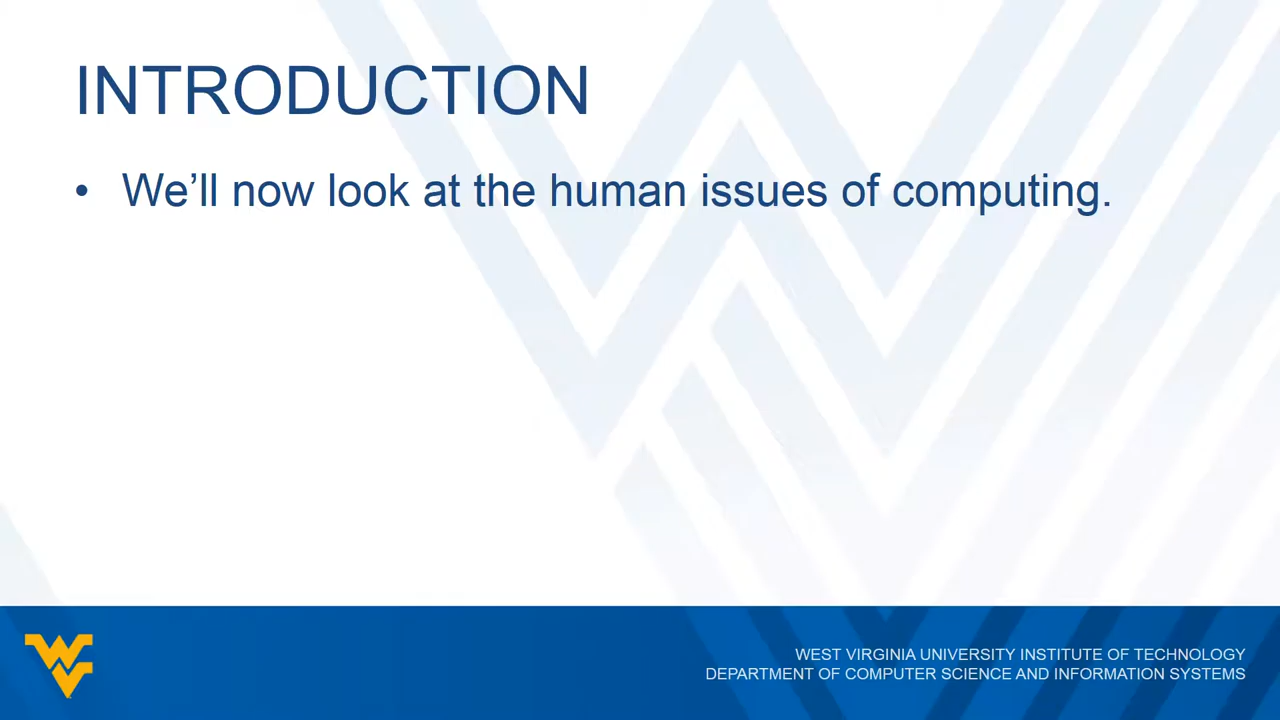 INTRODUCTION
• We’ll now look at the human issues of computing.
WEST VIRGINIA UNIVERSITY INSTITUTE OF TECHNOLOGY
DEPARTMENT OF COMPUTER SCIENCE AND INFORMATION SYSTEMS